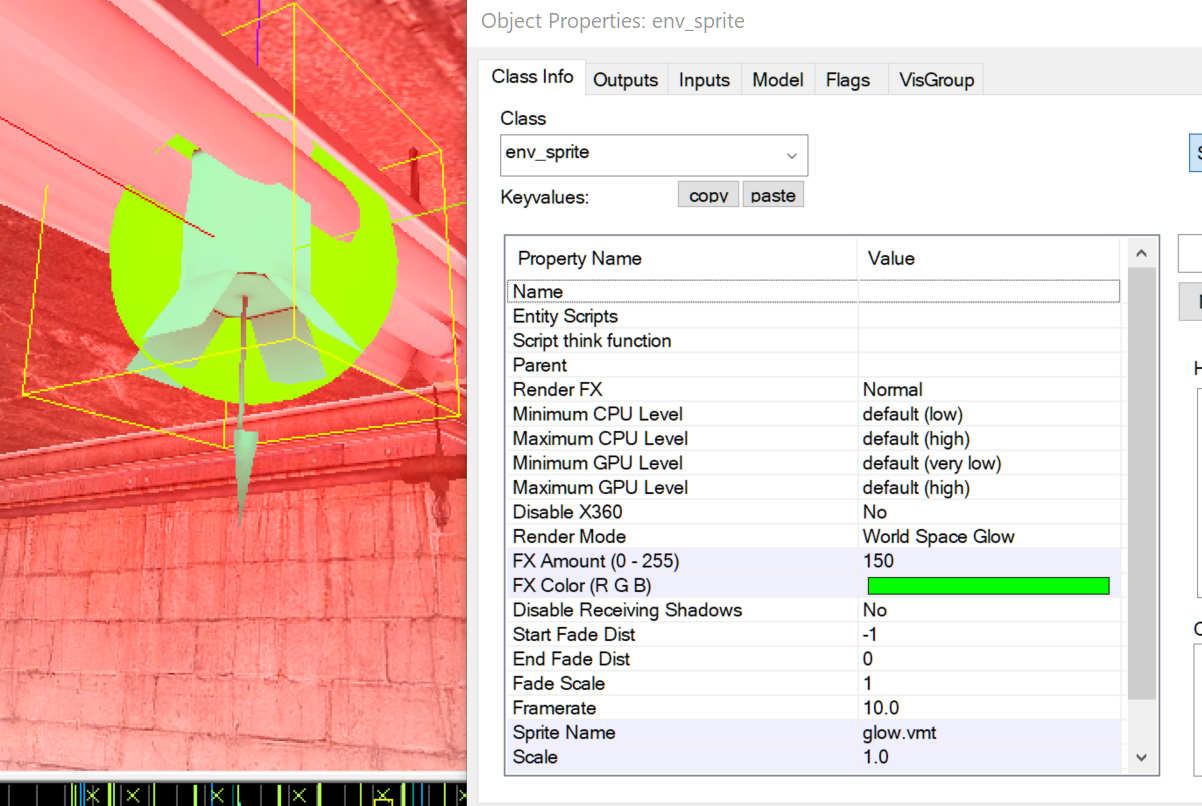 Object Properties: env_sprite
Class Info Outputs Inputs Model Flags VisGroup
Class
env_sprite
Keyvalues: copy paste
Property Name Value
Name
Entity Scripts
Script think function
Parent
Render FX Normal
Minimum CPU Level default (low)
Maximum CPU Level default (high)
Minimum GPU Level default (very low)
Maximum GPU Level default (high)
Disable X360 No
Render Mode World Space Glow
FX Amount (0 - 255) 150
FX Color (R G B)
Disable Receiving Shadows No
Start Fade Dist -1
End Fade Dist 0
Fade Scale 1
Framerate 10.0
Sprite Name glow.vmt
Scale 1.0